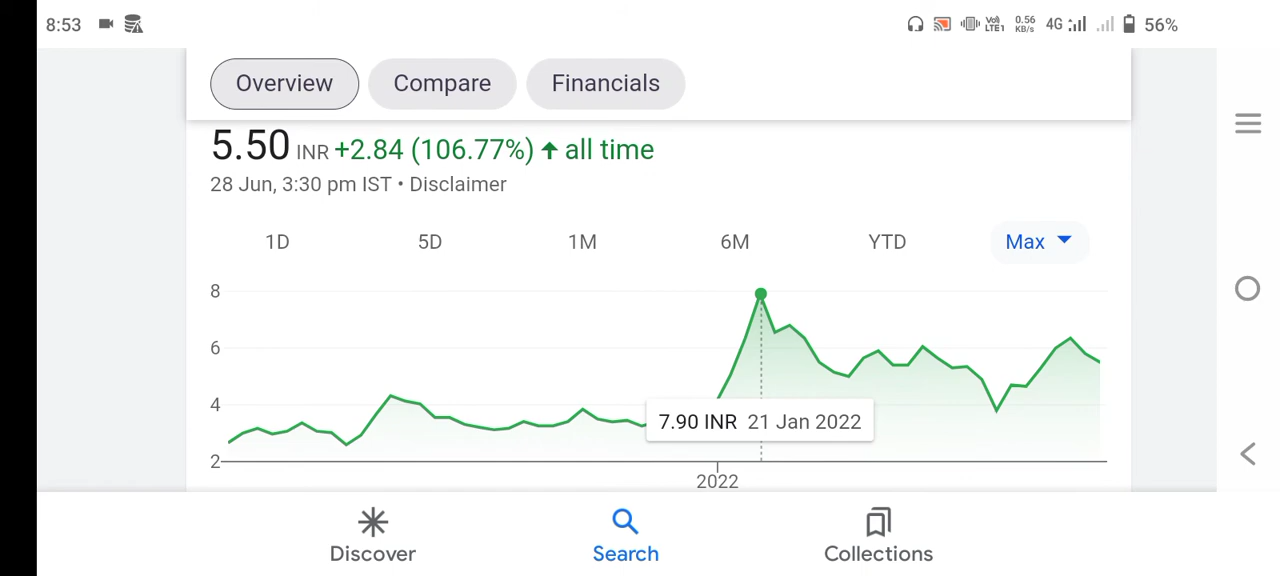 8:53 Vo)) LTE1 0.56 KB/s 4G 56%
Overview Compare Financials
5.50 INR +2.84 (106.77%) ↑ all time
28 Jun, 3:30 pm IST • Disclaimer
1D 5D 1M 6M YTD Max
8
6
4
7.90 INR 21 Jan 2022
2
2022
Discover Search Collections